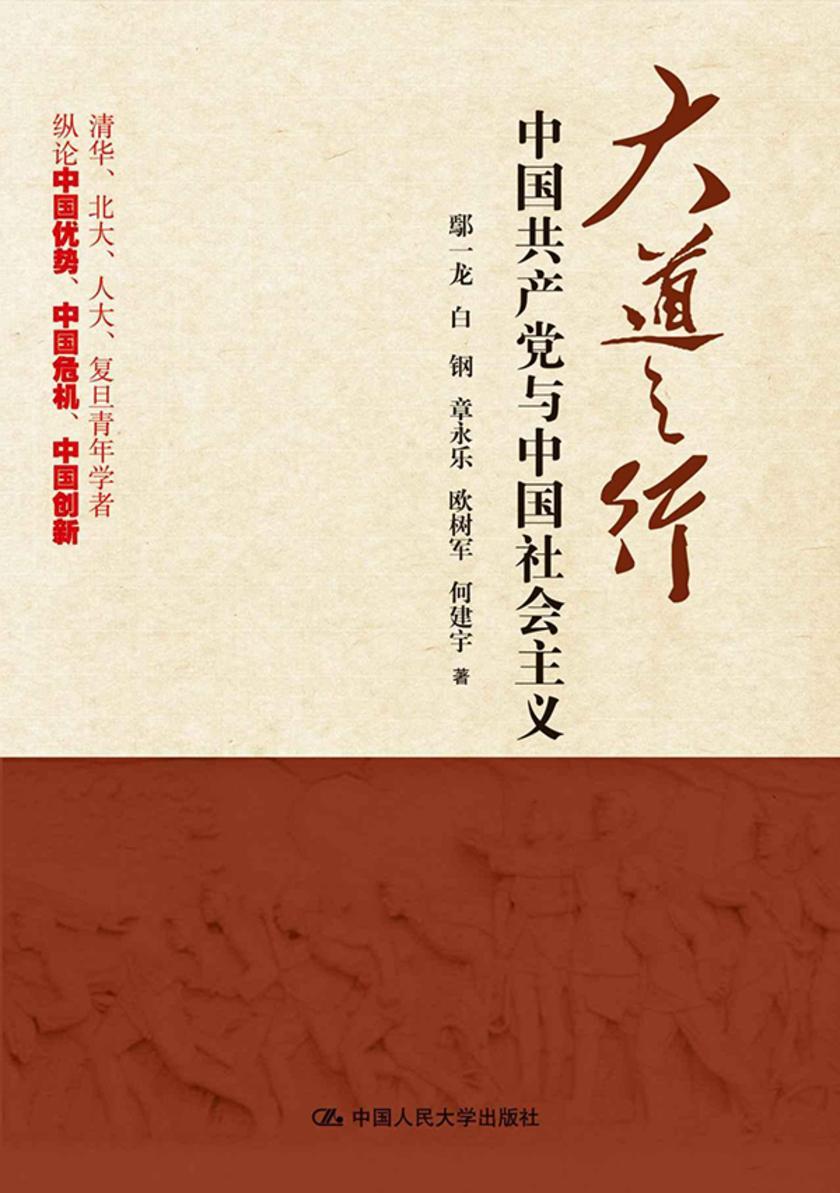 大道之行
中国共产党与中国社会主义
鄢一龙 白 钢 章永乐 欧树军 何建宇 著
清华、北大、人大、复旦青年学者
纵论中国优势、中国危机、中国创新
中国人民大学出版社